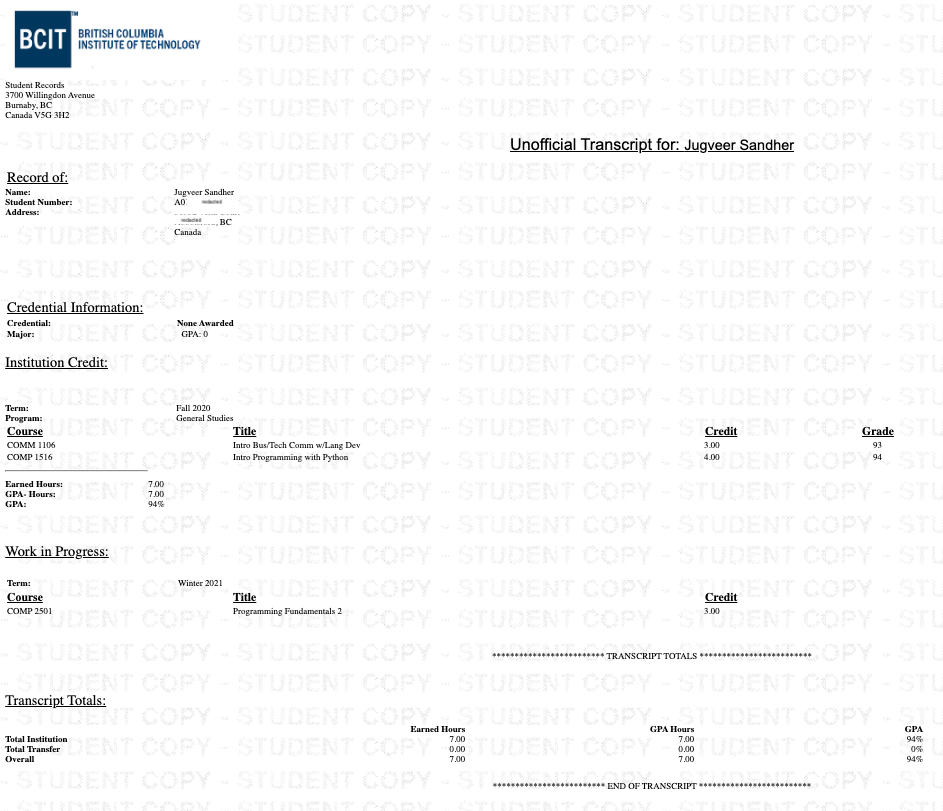 BCIT™ BRITISH COLUMBIA
INSTITUTE OF TECHNOLOGY
Student Records
3700 Willingdon Avenue
Burnaby, BC
Canada V5G 3H2
Unofficial Transcript for: Jugveer Sandher
Record of:
Name: Jugveer Sandher
Student Number: A0 redacted
Address:
redacted, BC
Canada
Credential Information:
Credential: None Awarded
Major: GPA: 0
Institution Credit:
Term: Fall 2020
Program: General Studies
Course Title Credit Grade
COMM 1106 Intro Bus/Tech Comm w/Lang Dev 3.00 93
COMP 1516 Intro Programming with Python 4.00 94
Earned Hours: 7.00
GPA- Hours: 7.00
GPA: 94%
Work in Progress:
Term: Winter 2021
Course Title Credit
COMP 2501 Programming Fundamentals 2 3.00
************************* TRANSCRIPT TOTALS *************************
Transcript Totals:
Earned Hours GPA Hours GPA
Total Institution 7.00 7.00 94%
Total Transfer 0.00 0.00 0%
Overall 7.00 7.00 94%
************************* END OF TRANSCRIPT *************************
STUDENT COPY - STUDENT COPY - STUDENT COPY - STUDENT COPY